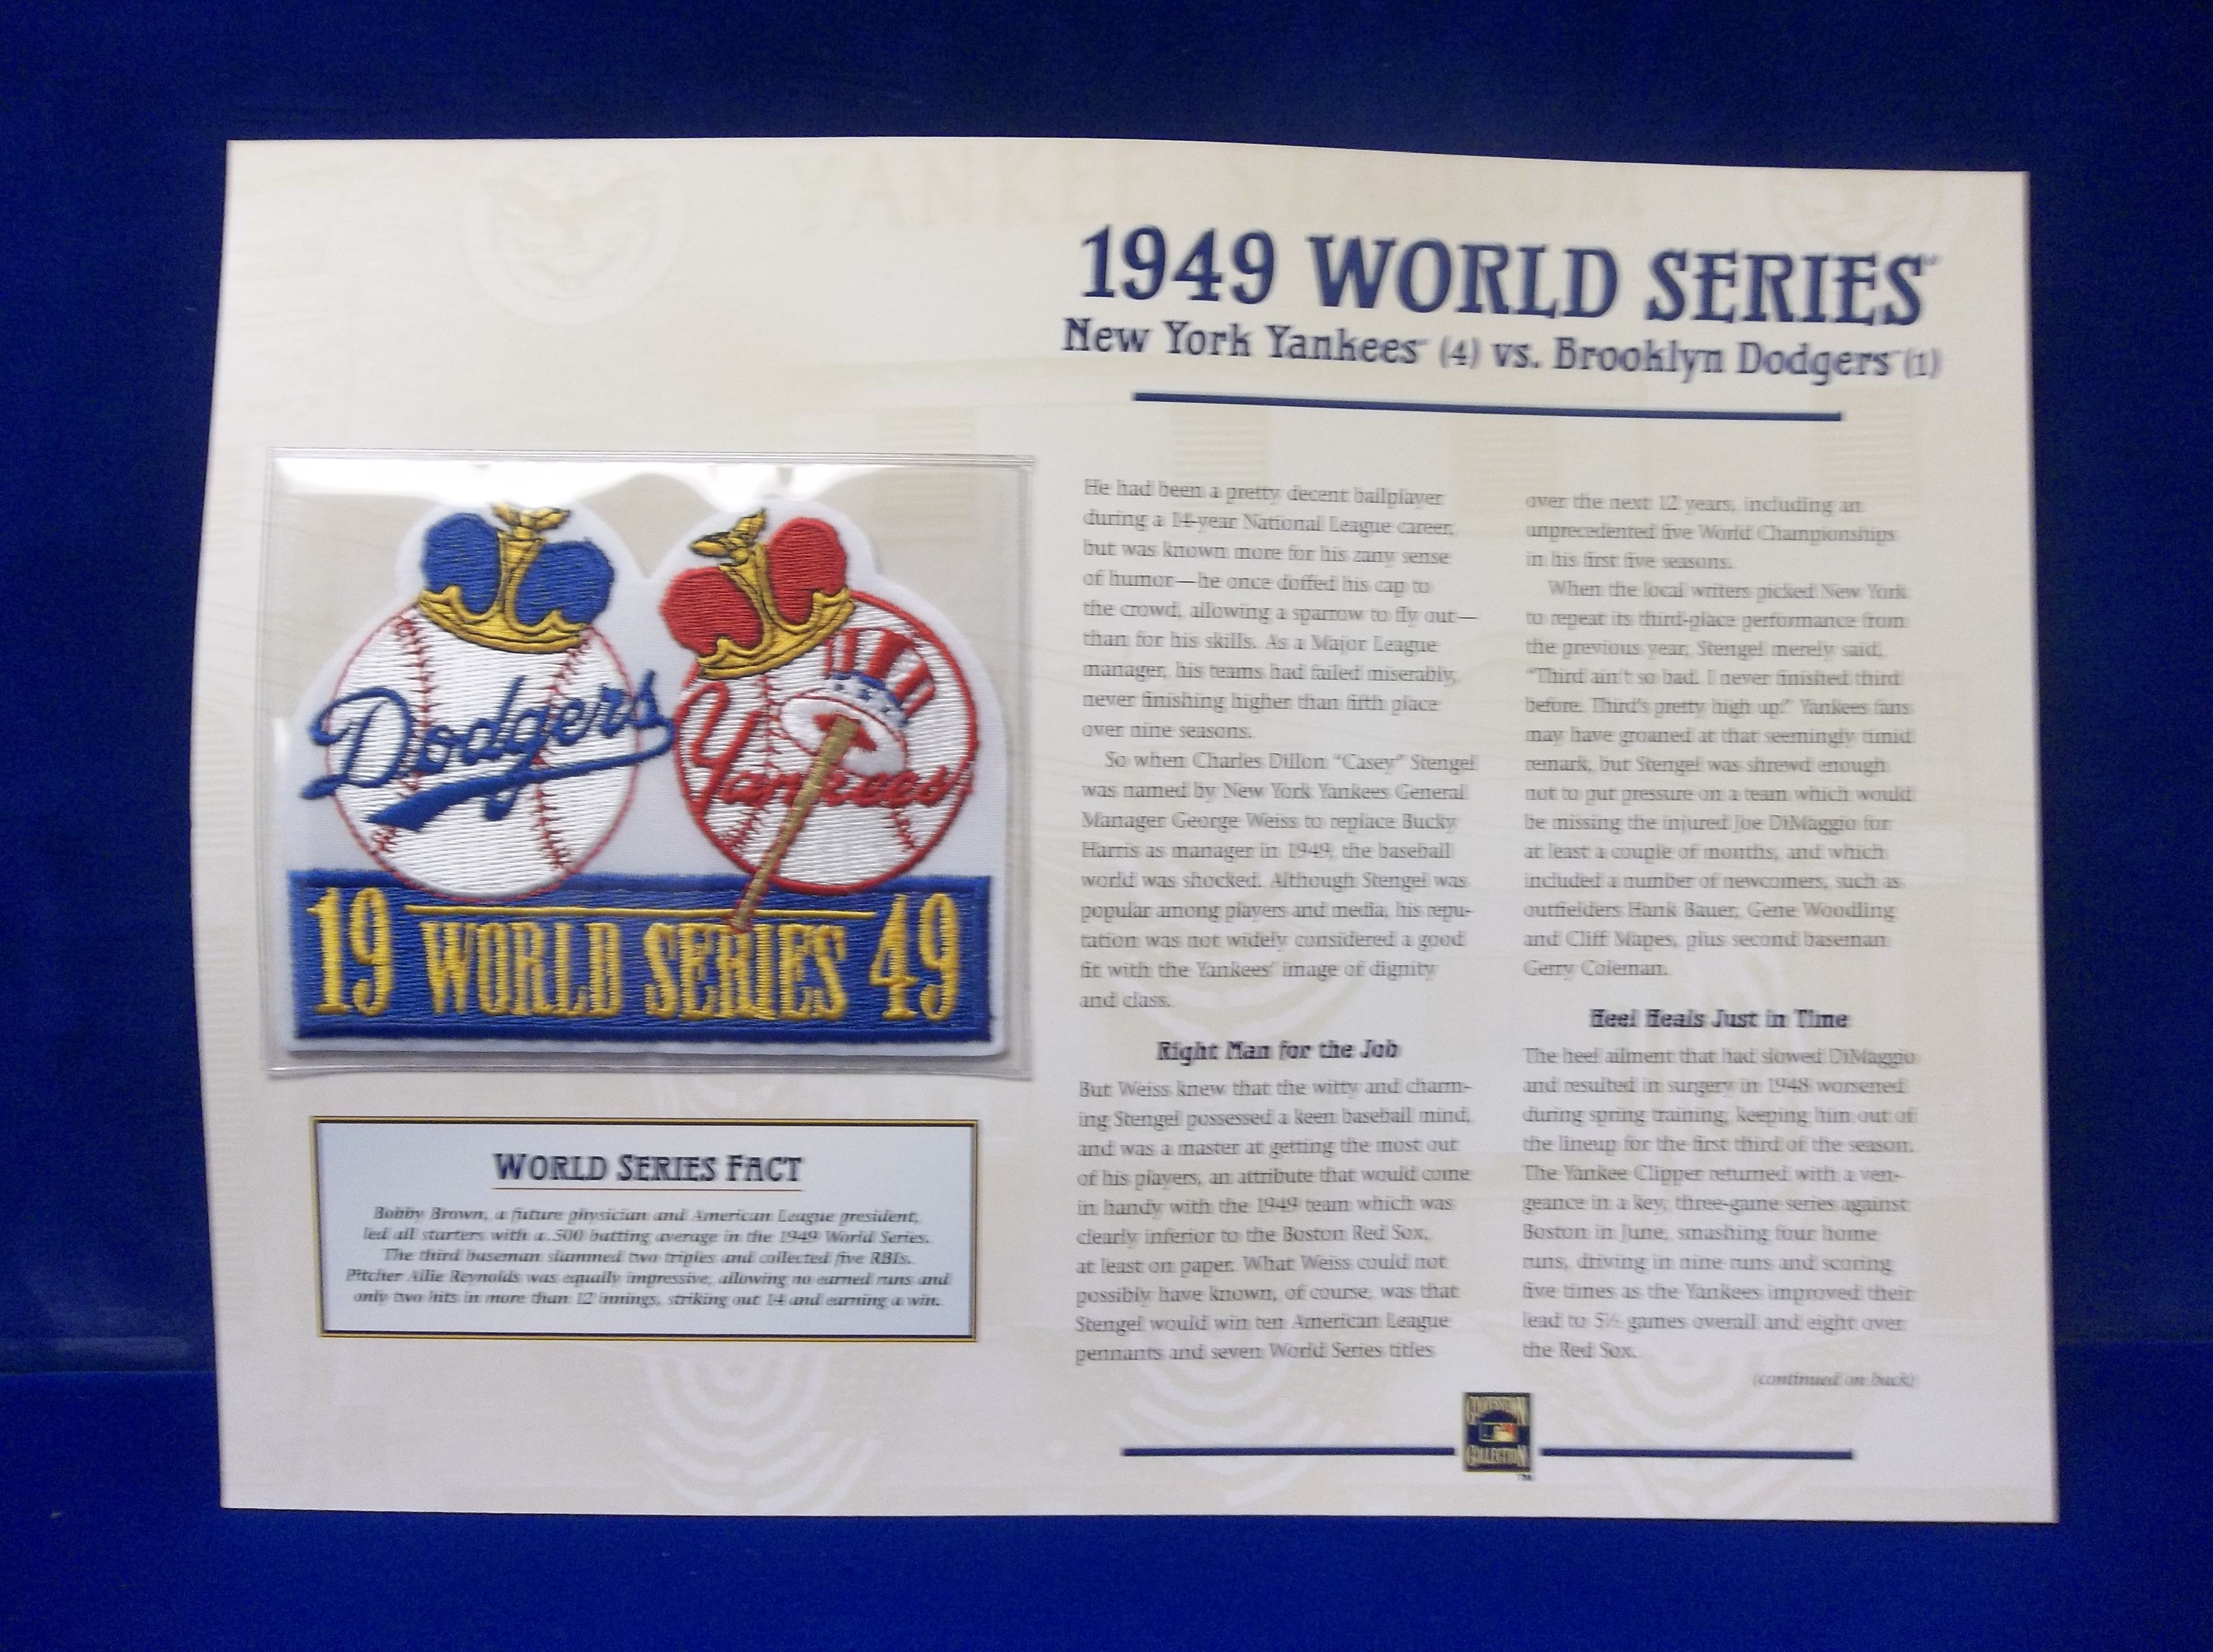 YANKEE
1949 WORLD SERIES
New York Yankees (4) vs. Brooklyn Dodgers (1)
Dodgers
Yankees
19 WORLD SERIES 49
WORLD SERIES FACT
Bobby Brown, a future physician and American League president,
led all starters with a .500 batting average in the 1949 World Series.
The third baseman slammed two triples and collected five RBIs.
Pitcher Allie Reynolds was equally impressive, allowing no earned runs and
only two hits in more than 12 innings, striking out 14 and earning a win.
He had been a pretty decent ballplayer
during a 14-year National League career,
but was known more for his zany sense
of humor—he once doffed his cap to
the crowd, allowing a sparrow to fly out—
than for his skills. As a Major League
manager, his teams had failed miserably,
never finishing higher than fifth place
over nine seasons.
So when Charles Dillon "Casey" Stengel
was named by New York Yankees General
Manager George Weiss to replace Bucky
Harris as manager in 1949, the baseball
world was shocked. Although Stengel was
popular among players and media, his repu-
tation was not widely considered a good
fit with the Yankees' image of dignity
and class.
Right Man for the Job
But Weiss knew that the witty and charm-
ing Stengel possessed a keen baseball mind,
and was a master at getting the most out
of his players, an attribute that would come
in handy with the 1949 team which was
clearly inferior to the Boston Red Sox,
at least on paper. What Weiss could not
possibly have known, of course, was that
Stengel would win ten American League
pennants and seven World Series titles
over the next 12 years, including an
unprecedented five World Championships
in his first five seasons.
When the local writers picked New York
to repeat its third-place performance from
the previous year, Stengel merely said,
"Third ain't so bad. I never finished third
before. Third's pretty high up." Yankees fans
may have groaned at that seemingly timid
remark, but Stengel was shrewd enough
not to put pressure on a team which would
be missing the injured Joe DiMaggio for
at least a couple of months, and which
included a number of newcomers, such as
outfielders Hank Bauer, Gene Woodling
and Cliff Mapes, plus second baseman
Gerry Coleman.
Heel Heals Just in Time
The heel ailment that had slowed DiMaggio
and resulted in surgery in 1948 worsened
during spring training, keeping him out of
the lineup for the first third of the season.
The Yankee Clipper returned with a ven-
geance in a key, three-game series against
Boston in June, smashing four home
runs, driving in nine runs and scoring
five times as the Yankees improved their
lead to 5½ games overall and eight over
the Red Sox.
(continued on back)
COLLECTION